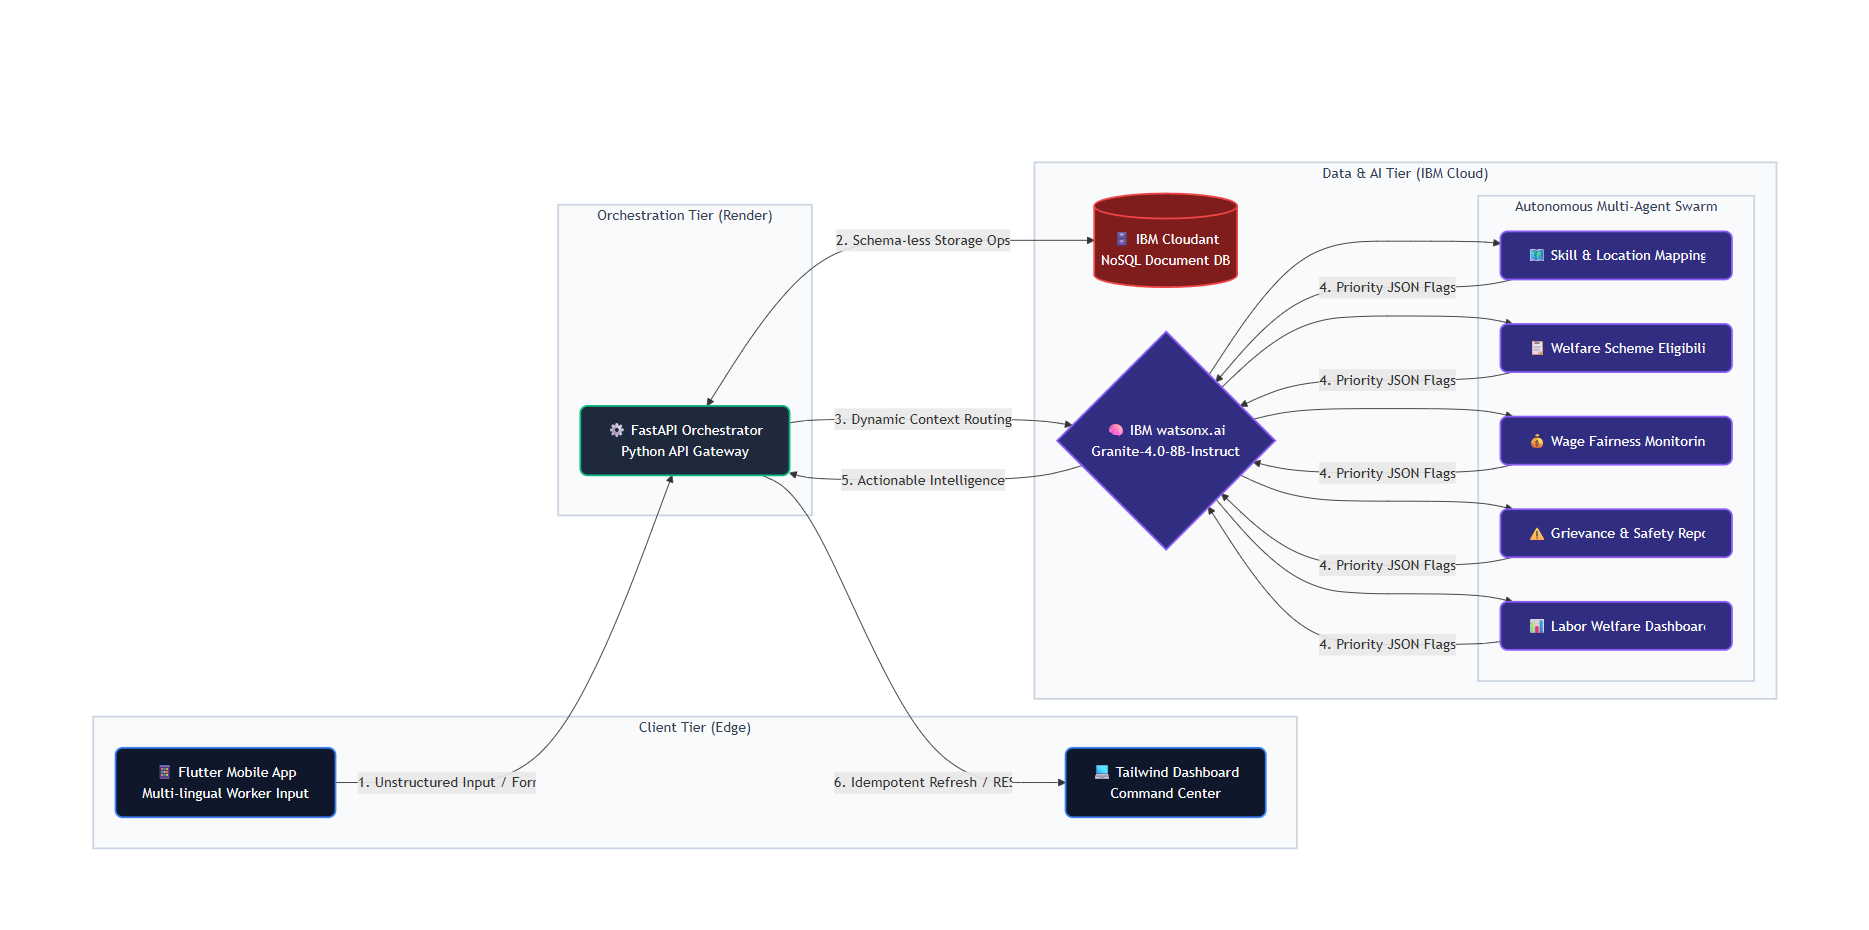 Data & AI Tier (IBM Cloud)
Orchestration Tier (Render)
Autonomous Multi-Agent Swarm
2. Schema-less Storage Ops
IBM Cloudant
NoSQL Document DB
Skill & Location Mapping
4. Priority JSON Flags
Welfare Scheme Eligibili
4. Priority JSON Flags
FastAPI Orchestrator
Python API Gateway
3. Dynamic Context Routing
5. Actionable Intelligence
IBM watsonx.ai
Granite-4.0-8B-Instruct
Wage Fairness Monitorin
4. Priority JSON Flags
Grievance & Safety Repo
4. Priority JSON Flags
Labor Welfare Dashboard
4. Priority JSON Flags
Client Tier (Edge)
Flutter Mobile App
Multi-lingual Worker Input
1. Unstructured Input / For
6. Idempotent Refresh / RES
Tailwind Dashboard
Command Center